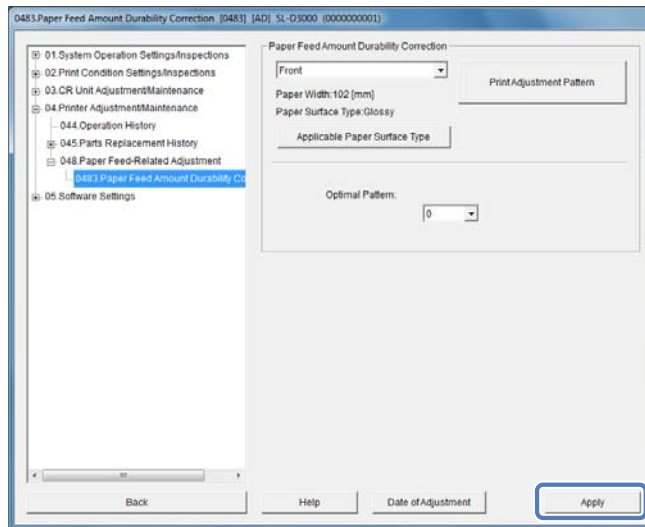 0483.Paper Feed Amount Durability Correction [0483] [AD] SL-D3000 (0000000001)
01.System Operation Settings/Inspections
02.Print Condition Settings/Inspections
03.CR Unit Adjustment/Maintenance
04.Printer Adjustment/Maintenance
044.Operation History
045.Parts Replacement History
048.Paper Feed-Related Adjustment
0483.Paper Feed Amount Durability Co
05.Software Settings
Paper Feed Amount Durability Correction
Front
Print Adjustment Pattern
Paper Width:102 [mm]
Paper Surface Type:Glossy
Applicable Paper Surface Type
Optimal Pattern:
0
Back
Help
Date of Adjustment
Apply